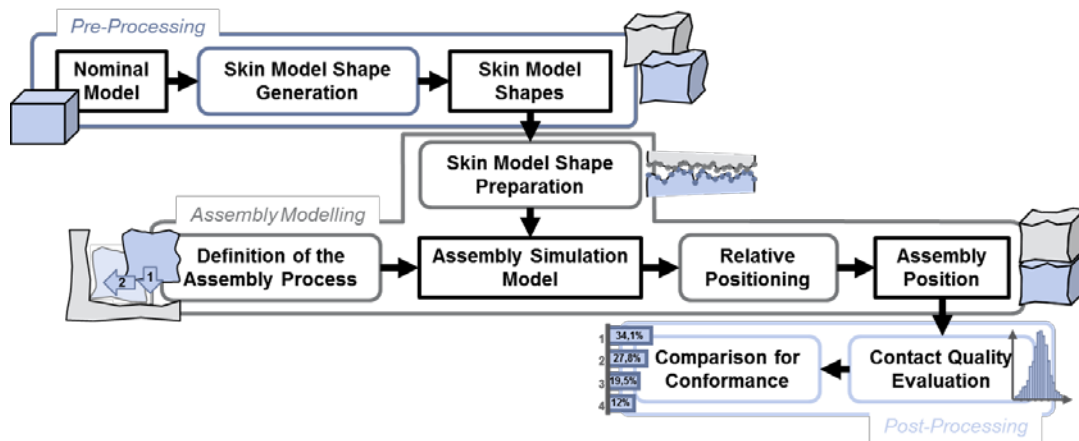 Pre-Processing
Nominal
Model
Skin Model Shape
Generation
Skin Model
Shapes
Skin Model Shape
Preparation
Assembly Modelling
2
1
Definition of the
Assembly Process
Assembly Simulation
Model
Relative
Positioning
Assembly
Position
1
34,1%
2
27,8%
3
19,5%
4
12%
Comparison for
Conformance
Contact Quality
Evaluation
Post-Processing